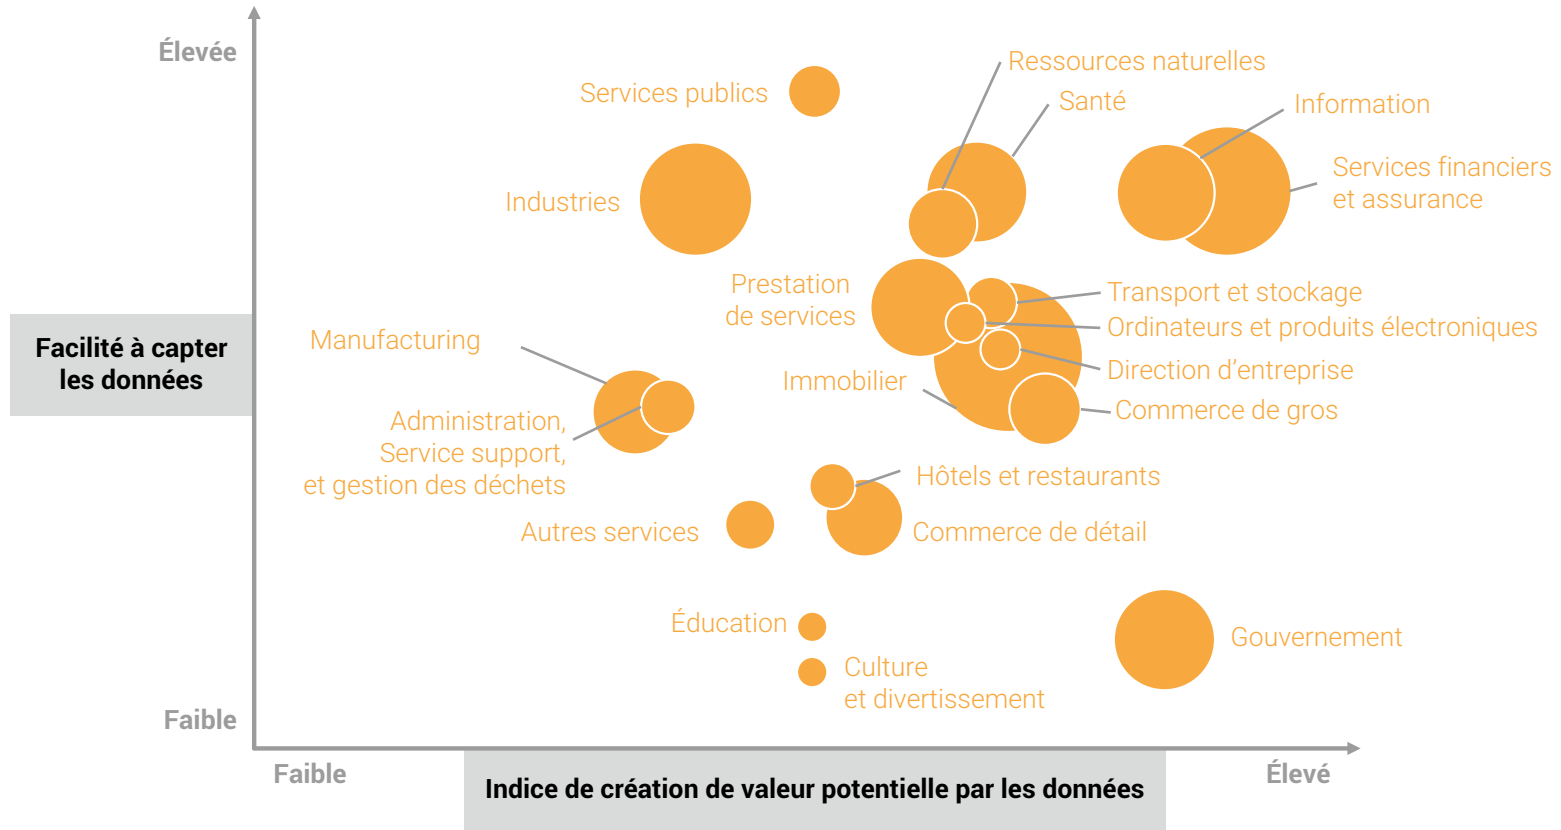 Élevée
Ressources naturelles
Services publics
Santé
Information
Services financiers
et assurance
Industries
Prestation
de services
Transport et stockage
Ordinateurs et produits électroniques
Manufacturing
Facilité à capter
les données
Direction d'entreprise
Immobilier
Commerce de gros
Administration,
Service support,
et gestion des déchets
Hôtels et restaurants
Autres services
Commerce de détail
Éducation
Gouvernement
Culture
et divertissement
Faible
Faible
Élevé
Indice de création de valeur potentielle par les données